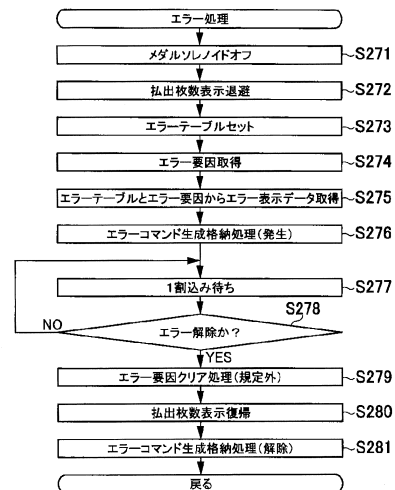 エラー処理
メダルソレノイドオフ ~S271
払出枚数表示退避 ~S272
エラーテーブルセット ~S273
エラー要因取得 ~S274
エラーテーブルとエラー要因からエラー表示データ取得 ~S275
エラーコマンド生成格納処理(発生) ~S276
1割込み待ち ~S277
S278
NO エラー解除か?
YES
エラー要因クリア処理(規定外) ~S279
払出枚数表示復帰 ~S280
エラーコマンド生成格納処理(解除) ~S281
戻る